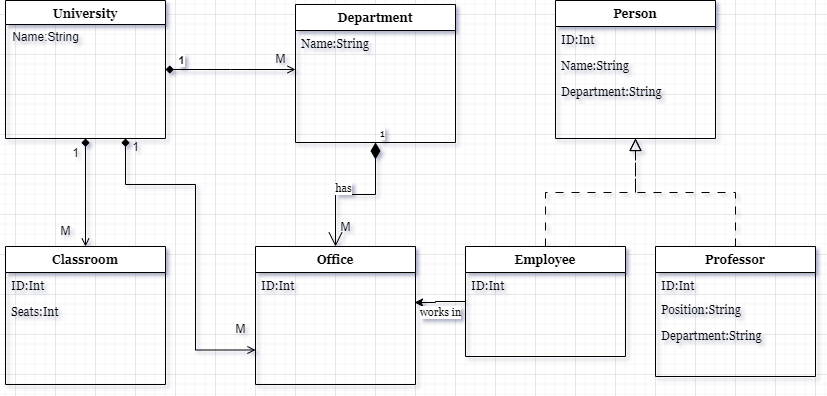 University
Name:String
1
M
Department
Name:String
1
Person
ID:Int
Name:String
Department:String
1
M
1
has
M
Classroom
ID:Int
Seats:Int
M
Office
ID:Int
works in
Employee
ID:Int
Professor
ID:Int
Position:String
Department:String